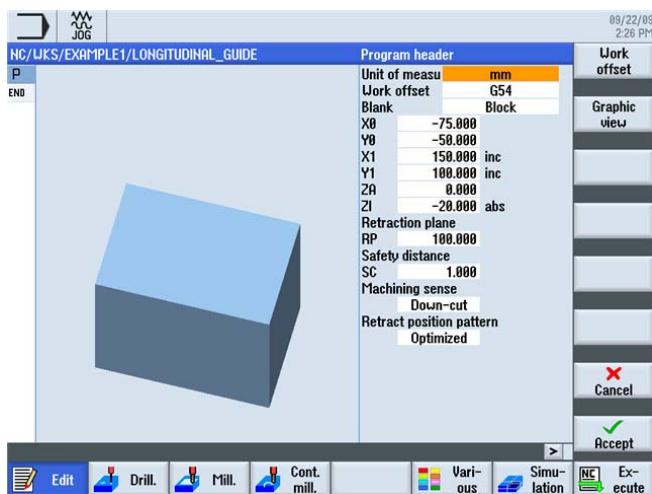 JOG
09/22/09
2:26 PM
NC/WKS/EXAMPLE1/LONGITUDINAL_GUIDE
P
END
Program header
Unit of measu mm
Work offset G54
Blank Block
X0 -75.000
Y0 -50.000
X1 150.000 inc
Y1 100.000 inc
ZA 0.000
ZI -20.000 abs
Retraction plane
RP 100.000
Safety distance
SC 1.000
Machining sense
Down-cut
Retract position pattern
Optimized
Work
offset
Graphic
view
Cancel
Accept
>
Edit
Drill.
Mill.
Cont.
mill.
Vari-
ous
Simu-
lation
NC
Ex-
ecute